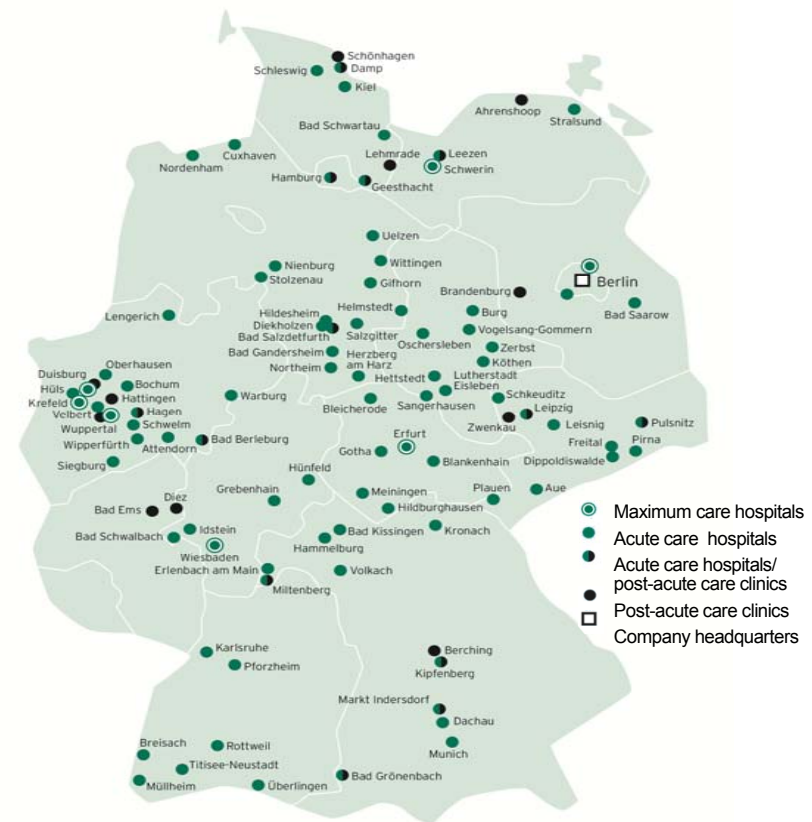 Schönhagen
Schleswig
Damp
Kiel
Ahrenshoop
Stralsund
Bad Schwartau
Cuxhaven
Nordenham
Lehmrade
Leezen
Schwerin
Hamburg
Geesthacht
Uelzen
Wittingen
Nienburg
Stolzenau
Gifhorn
Berlin
Brandenburg
Bad Saarow
Lengerich
Hildesheim
Helmstedt
Burg
Diekholzen
Bad Salzdetfurth
Salzgitter
Vogelsang-Gommern
Oschersleben
Zerbst
Bad Gandersheim
Herzberg
am Harz
Köthen
Northeim
Oberhausen
Duisburg
Bochum
Hüls
Hattingen
Krefeld
Hagen
Velbert
Schwelm
Wuppertal
Wipperfürth
Attendorn
Siegburg
Warburg
Bad Berleburg
Hettstedt
Lutherstadt
Eisleben
Bleicherode
Sangerhausen
Schkeuditz
Leipzig
Zwenkau
Leisnig
Pulsnitz
Freital
Pirna
Dippoldiswalde
Erfurt
Gotha
Blankenhain
Hünfeld
Grebenhain
Meiningen
Hildburghausen
Plauen
Aue
Diez
Bad Ems
Idstein
Bad Schwalbach
Wiesbaden
Bad Kissingen
Hammelburg
Kronach
Erlenbach am Main
Volkach
Miltenberg
Maximum care hospitals
Acute care hospitals
Acute care hospitals/
post-acute care clinics
Post-acute care clinics
Company headquarters
Karlsruhe
Pforzheim
Berching
Kipfenberg
Markt Indersdorf
Dachau
Munich
Breisach
Rottweil
Titisee-Neustadt
Müllheim
Überlingen
Bad Grönenbach